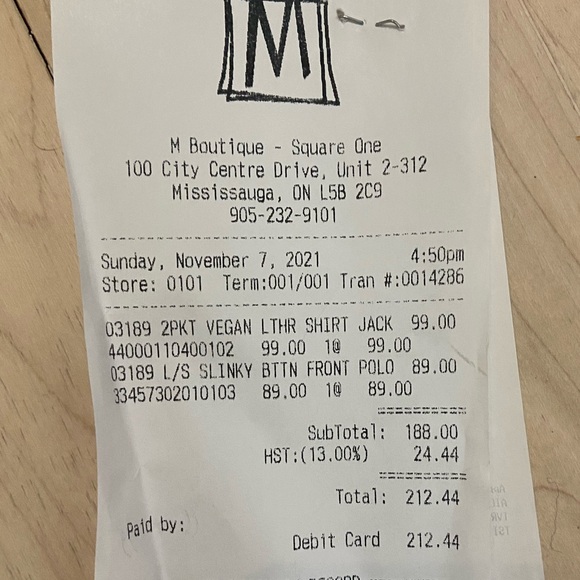 M
M Boutique - Square One
100 City Centre Drive, Unit 2-312
Mississauga, ON L5B 2C9
905-232-9101
Sunday, November 7, 2021 4:50pm
Store: 0101 Term:001/001 Tran #:0014286
03189 2PKT VEGAN LTHR SHIRT JACK 99.00
44000110400102 99.00 1@ 99.00
03189 L/S SLINKY BTTN FRONT POLO 89.00
33457302010103 89.00 1@ 89.00
SubTotal: 188.00
HST:(13.00%) 24.44
Total: 212.44
Paid by:
Debit Card 212.44